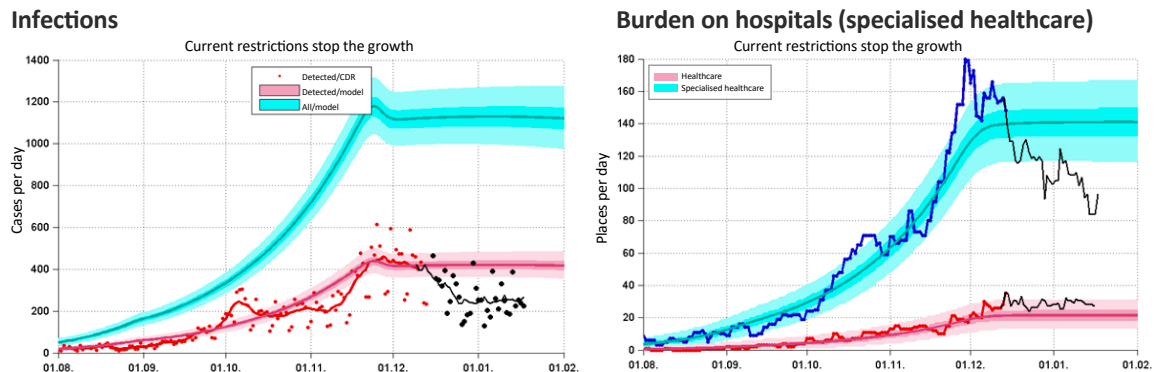 Infections
Current restrictions stop the growth
Cases per day
1400
1200
1000
800
600
400
200
0
Detected/CDR
Detected/model
All/model
01.08. 01.09. 01.10. 01.11. 01.12. 01.01. 01.02.
Burden on hospitals (specialised healthcare)
Current restrictions stop the growth
Places per day
180
160
140
120
100
80
60
40
20
0
Healthcare
Specialised healthcare
01.08. 01.09. 01.10. 01.11. 01.12. 01.01. 01.02.